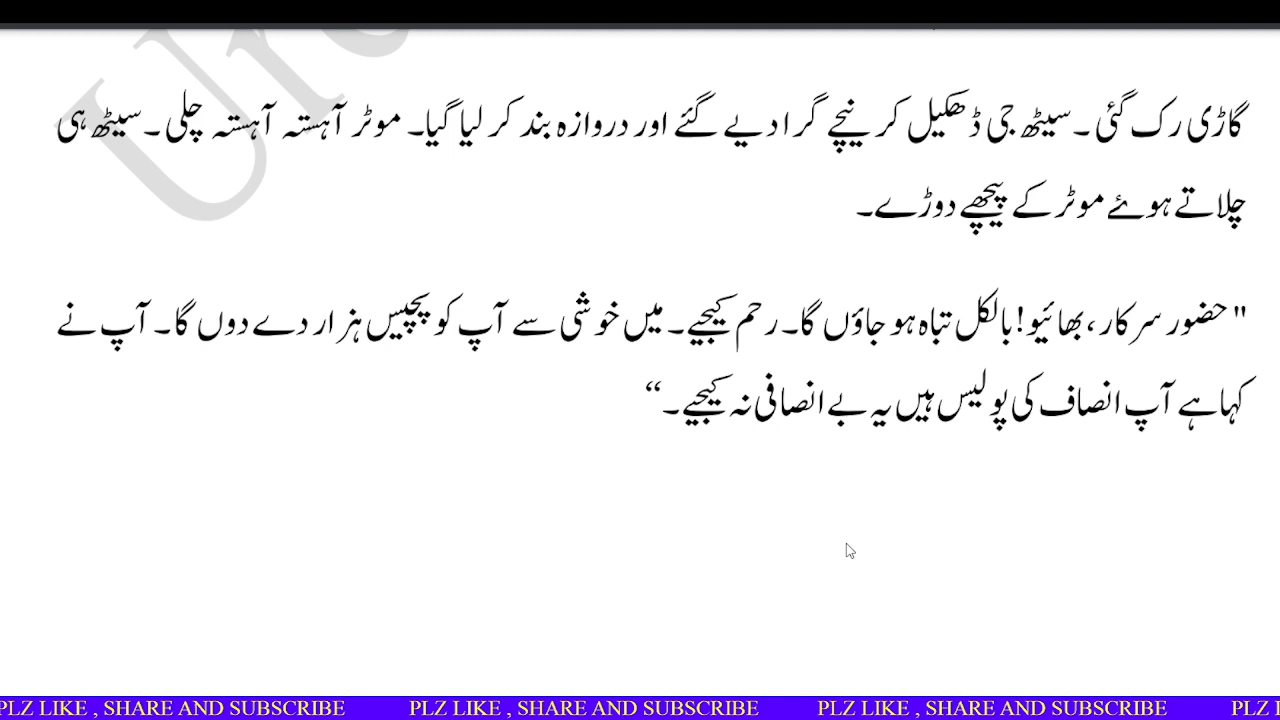 گاڑی رک گئی۔ سیٹھ جی ڈھکیل کر نیچے گرا دیے گئے اور دروازہ بند کر لیا گیا۔ موٹر آہستہ آہستہ چلی۔ سیٹھ ہی
چلاتے ہوئے موٹر کے پیچھے دوڑے۔
" حضور سرکار، بھائیو! بالکل تباہ ہو جاؤں گا۔ رحم کیجیے۔ میں خوشی سے آپ کو پچیس ہزار دے دوں گا۔ آپ نے
کہا ہے آپ انصاف کی پولیس ہیں یہ بے انصافی نہ کیجیے۔“
PLZ LIKE , SHARE AND SUBSCRIBE PLZ LIKE , SHARE AND SUBSCRIBE PLZ LIKE , SHARE AND SUBSCRIBE PLZ